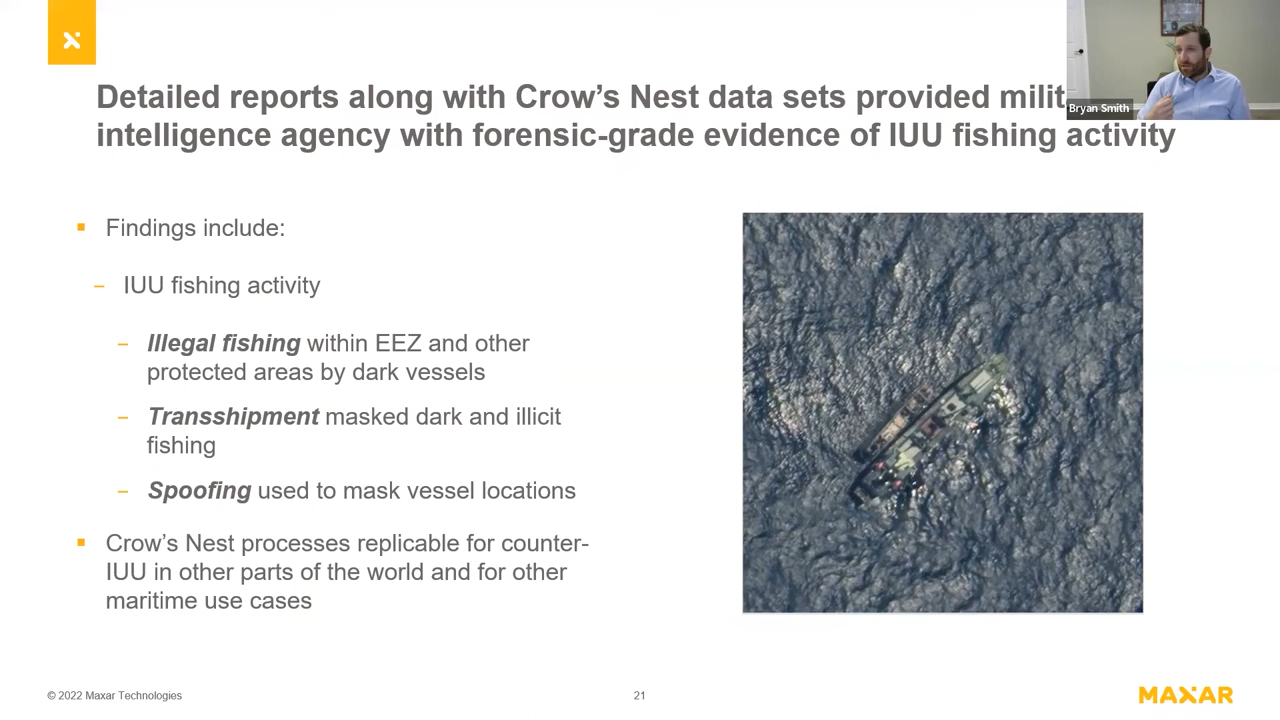 Detailed reports along with Crow's Nest data sets provided milit
Bryan Smith
intelligence agency with forensic-grade evidence of IUU fishing activity
▪ Findings include:
– IUU fishing activity
– Illegal fishing within EEZ and other
protected areas by dark vessels
– Transshipment masked dark and illicit
fishing
– Spoofing used to mask vessel locations
▪ Crow's Nest processes replicable for counter-
IUU in other parts of the world and for other
maritime use cases
© 2022 Maxar Technologies
21
MAXAR